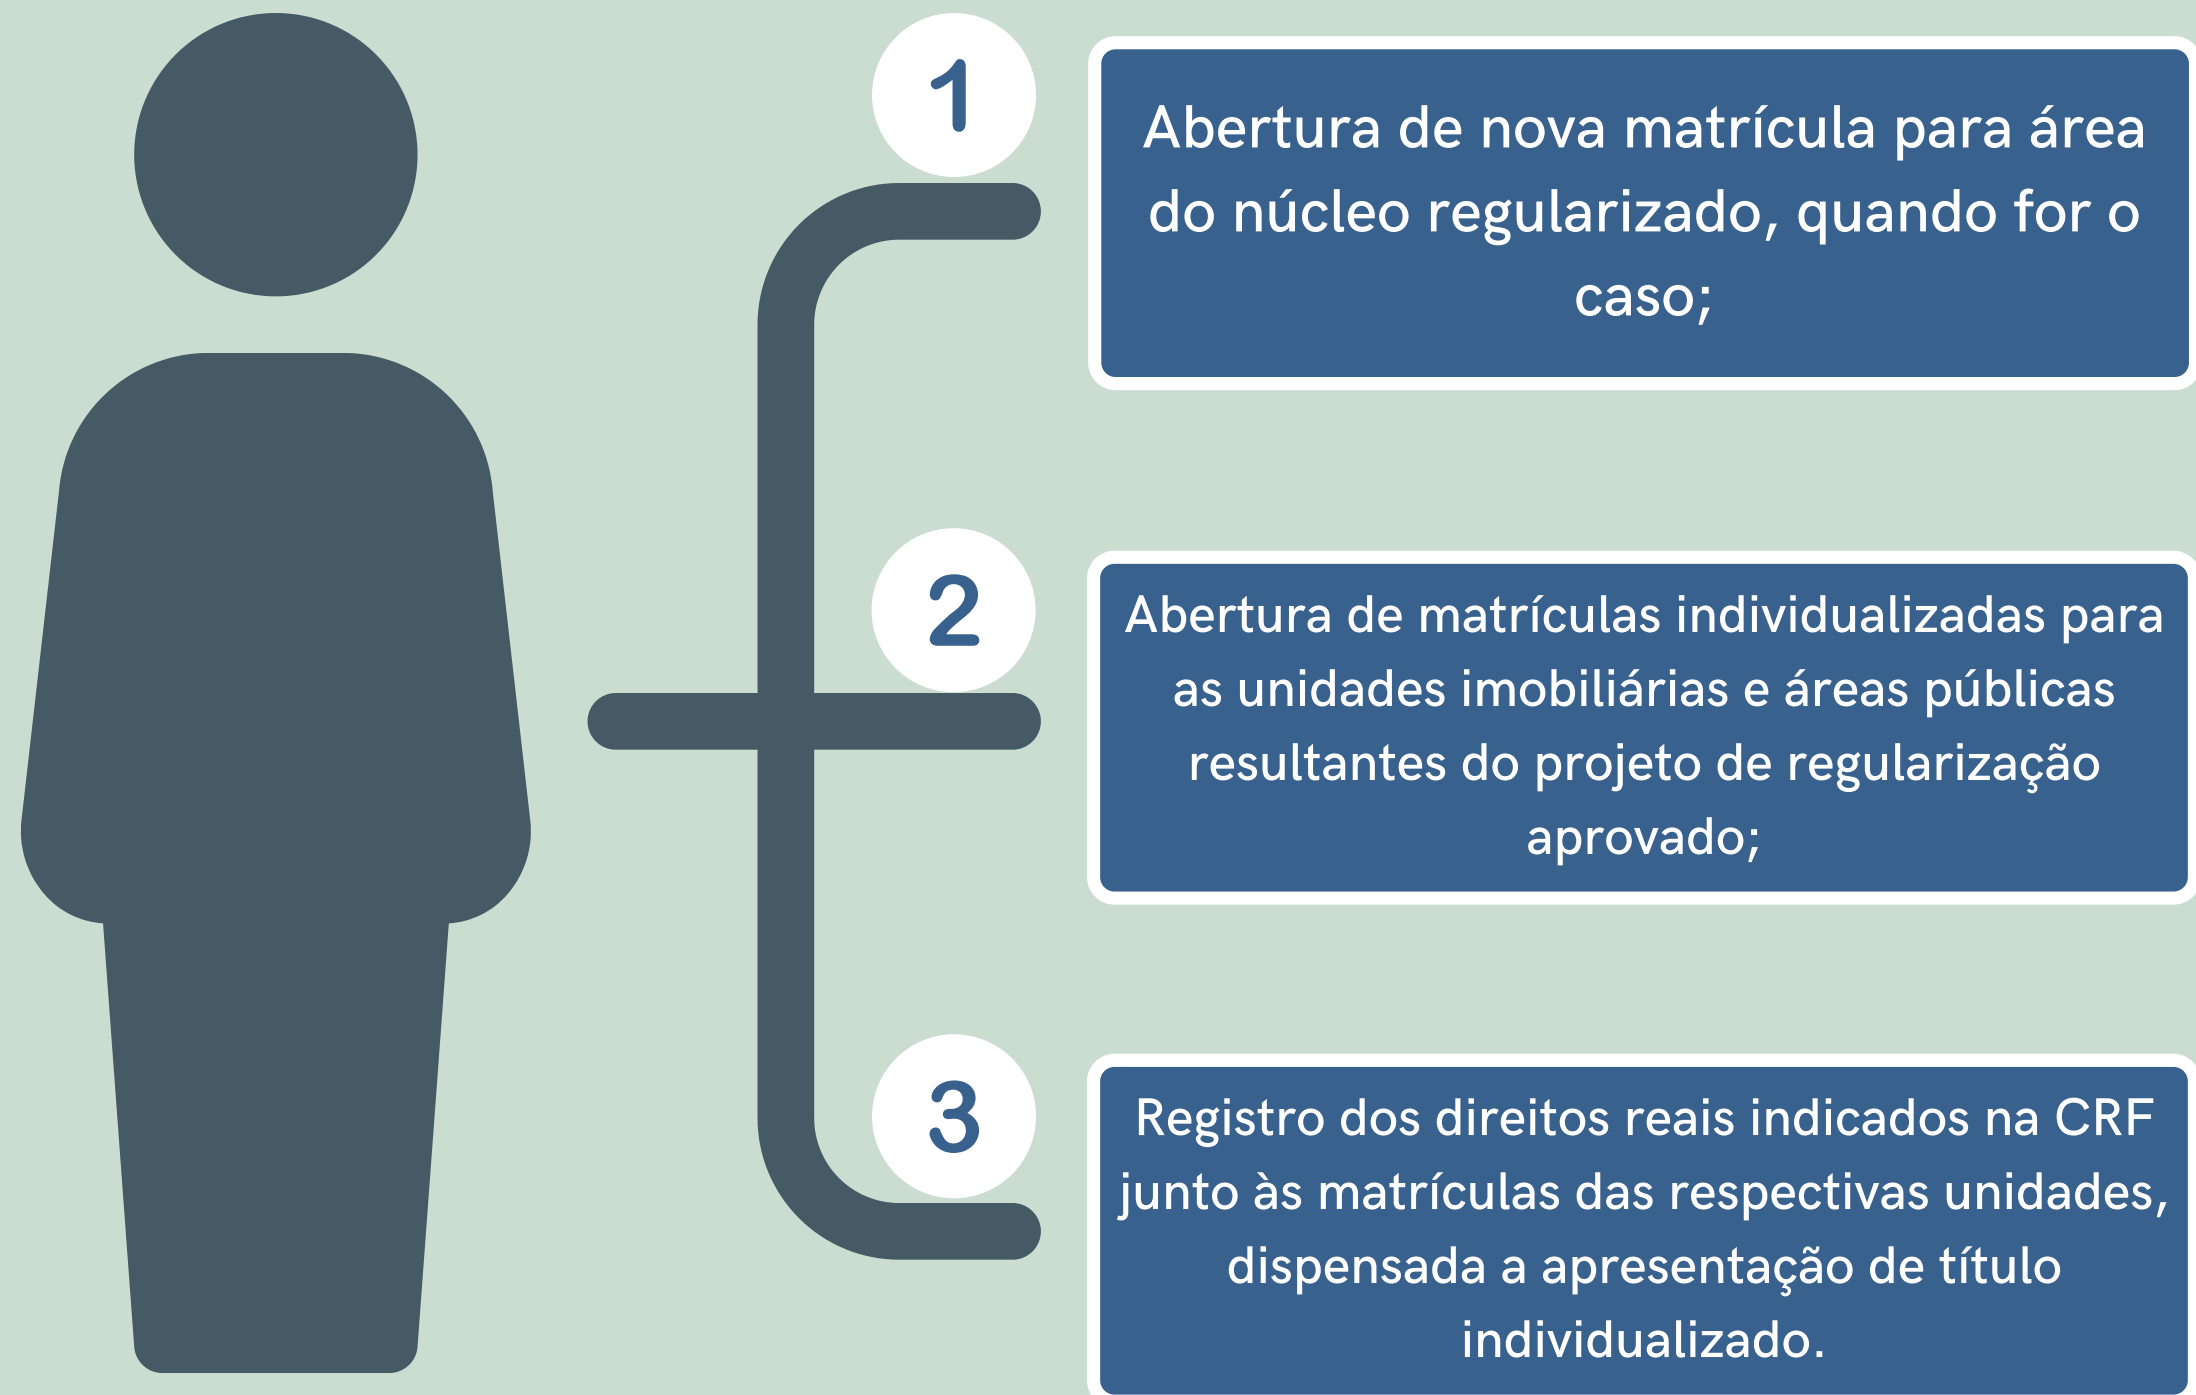 1
Abertura de nova matrícula para área
do núcleo regularizado, quando for o
caso;
2
Abertura de matrículas individualizadas para
as unidades imobiliárias e áreas públicas
resultantes do projeto de regularização
aprovado;
3
Registro dos direitos reais indicados na CRF
junto às matrículas das respectivas unidades,
dispensada a apresentação de título
individualizado.